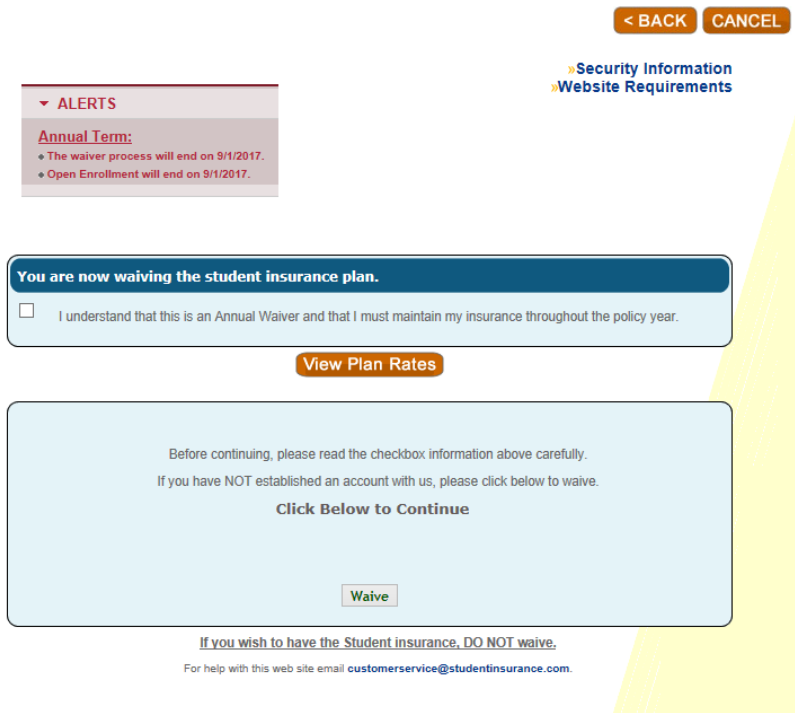 < BACK CANCEL
»Security Information
»Website Requirements
ALERTS
Annual Term:
The waiver process will end on 9/1/2017.
Open Enrollment will end on 9/1/2017.
You are now waiving the student insurance plan.
I understand that this is an Annual Waiver and that I must maintain my insurance throughout the policy year.
View Plan Rates
Before continuing, please read the checkbox information above carefully.
If you have NOT established an account with us, please click below to waive.
Click Below to Continue
Waive
If you wish to have the Student insurance, DO NOT waive.
For help with this web site email customerservice@studentinsurance.com.